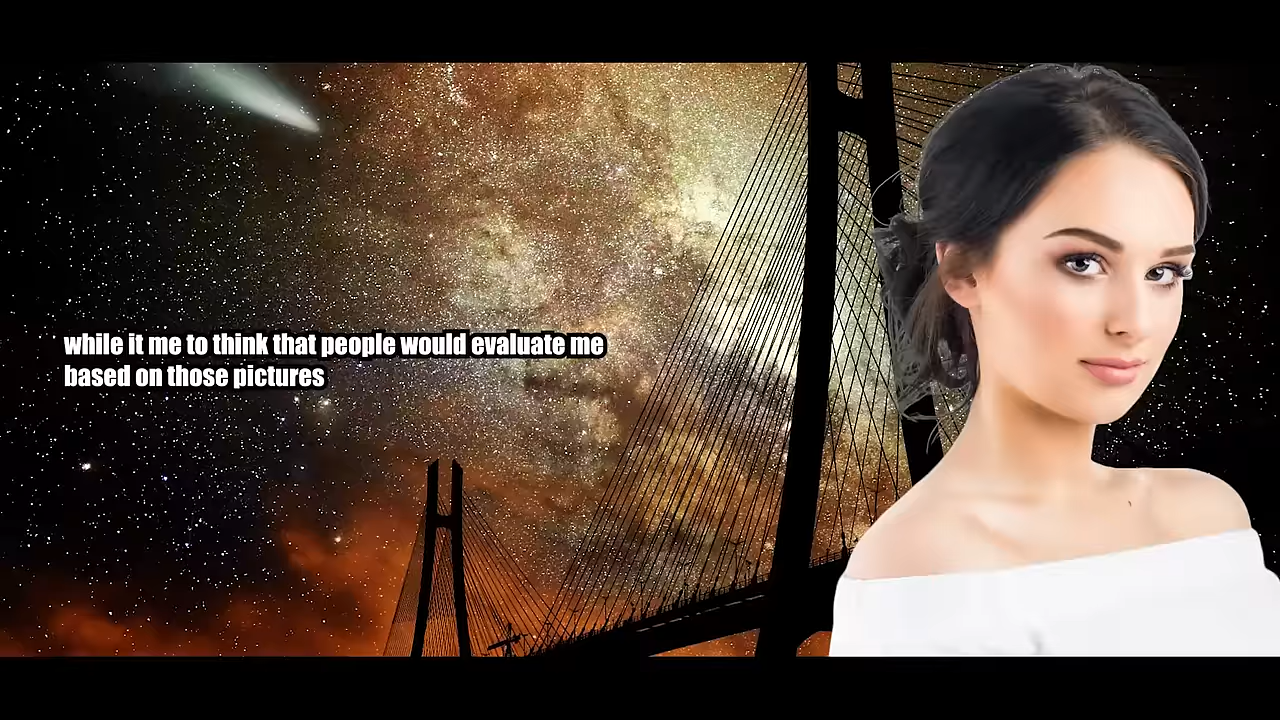 while it me to think that people would evaluate me
based on those pictures